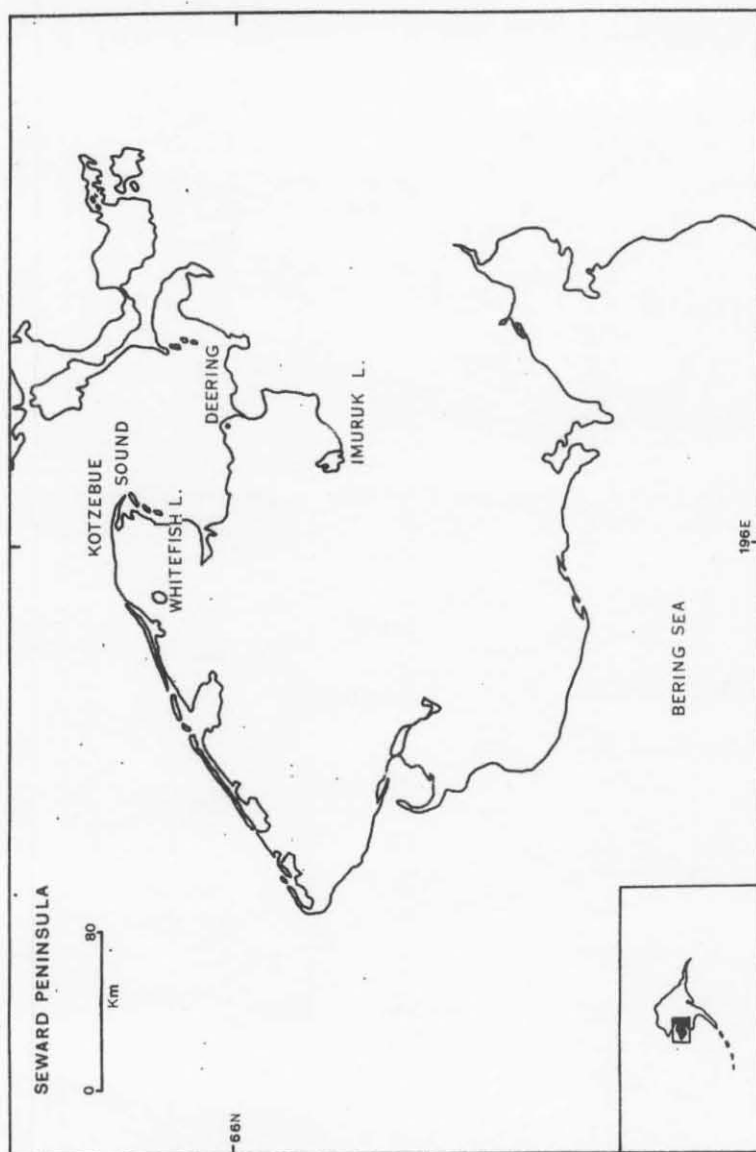 SEWARD PENINSULA
0
80
Km
66N
KOTZEBUE
SOUND
WHITEFISH L.
DEERING
IMURUK L.
BERING SEA
196E